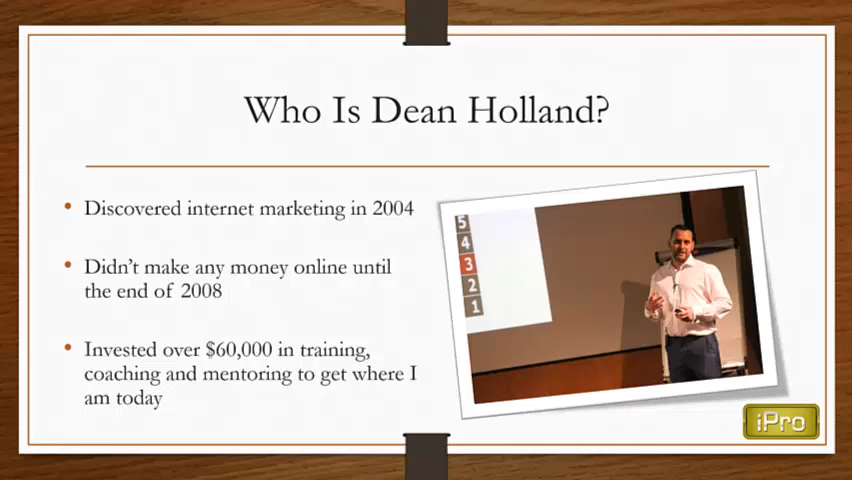 Who Is Dean Holland?
• Discovered internet marketing in 2004
• Didn't make any money online until
the end of 2008
• Invested over $60,000 in training,
coaching and mentoring to get where I
am today
5
4
3
2
1
iPro